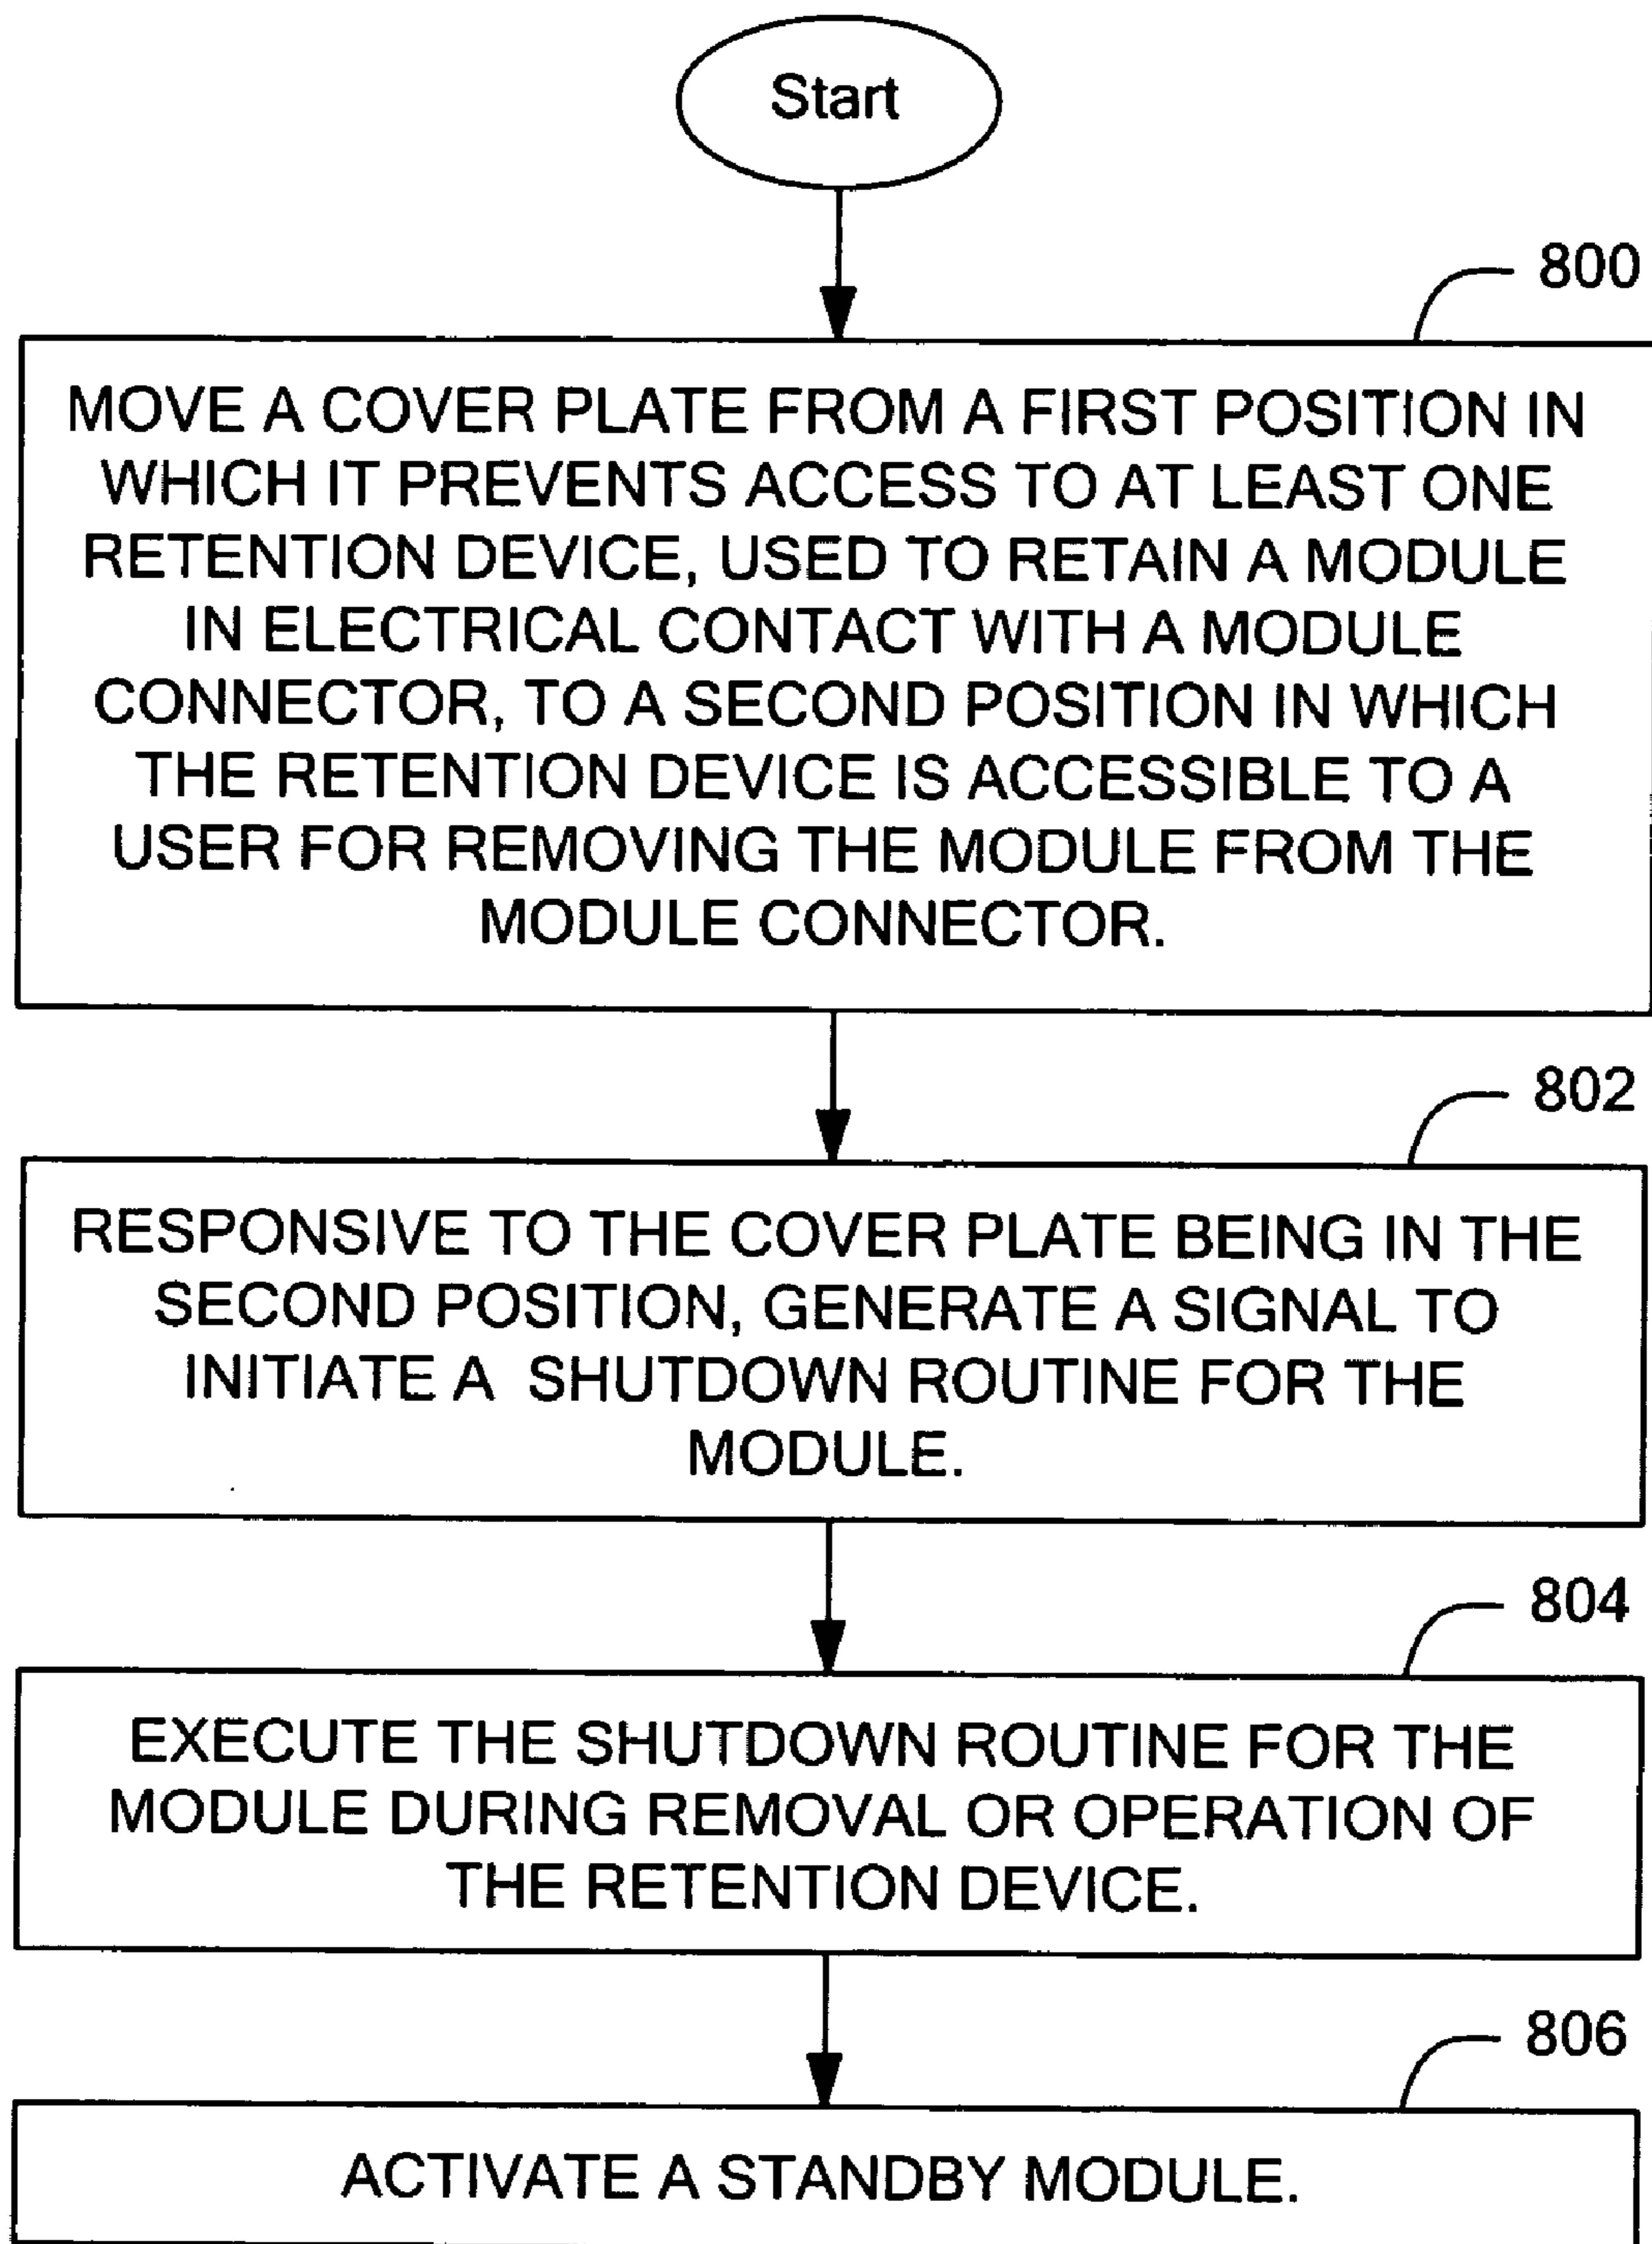 Start
800
MOVE A COVER PLATE FROM A FIRST POSITION IN
WHICH IT PREVENTS ACCESS TO AT LEAST ONE
RETENTION DEVICE, USED TO RETAIN A MODULE
IN ELECTRICAL CONTACT WITH A MODULE
CONNECTOR, TO A SECOND POSITION IN WHICH
THE RETENTION DEVICE IS ACCESSIBLE TO A
USER FOR REMOVING THE MODULE FROM THE
MODULE CONNECTOR.
802
RESPONSIVE TO THE COVER PLATE BEING IN THE
SECOND POSITION, GENERATE A SIGNAL TO
INITIATE A SHUTDOWN ROUTINE FOR THE
MODULE.
804
EXECUTE THE SHUTDOWN ROUTINE FOR THE
MODULE DURING REMOVAL OR OPERATION OF
THE RETENTION DEVICE.
806
ACTIVATE A STANDBY MODULE.